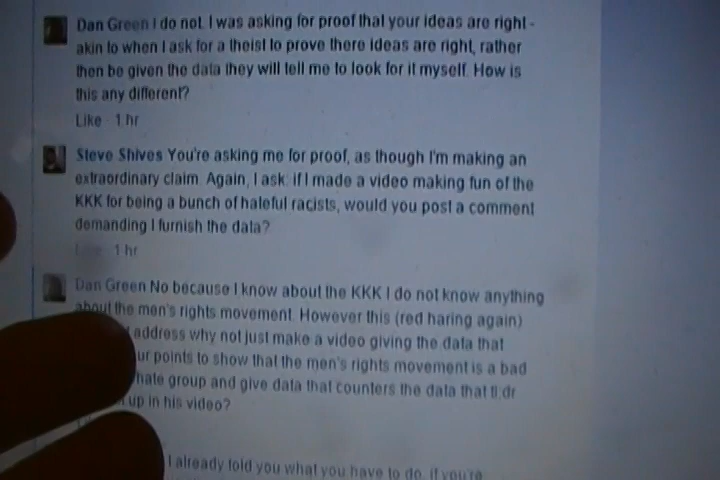 Dan Green I do not. I was asking for proof that your ideas are right -
akin to when I ask for a theist to prove there ideas are right, rather
then be given the data they will tell me to look for it myself. How is
this any different?
Like · 1 hr
Steve Shives You're asking me for proof, as though I'm making an
extraordinary claim. Again, I ask: if I made a video making fun of the
KKK for being a bunch of hateful racists, would you post a comment
demanding I furnish the data?
Like · 1 hr
Dan Green No because I know about the KKK I do not know anything
about the men's rights movement. However this (red haring again)
address why not just make a video giving the data that
ur points to show that the men's rights movement is a bad
hate group and give data that counters the data that tl;dr
up in his video?
I already told you what you have to do. if you're